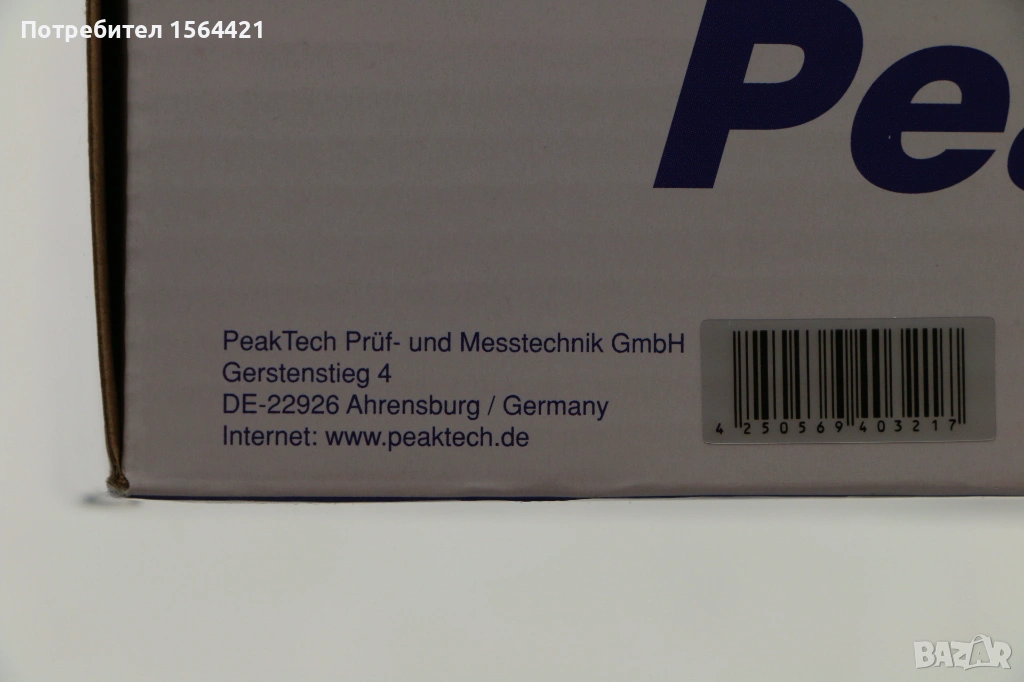 Потребител 1564421
Pea
PeakTech Prüf- und Messtechnik GmbH
Gerstenstieg 4
DE-22926 Ahrensburg / Germany
Internet: www.peaktech.de
4 250569 403217
BAZAR